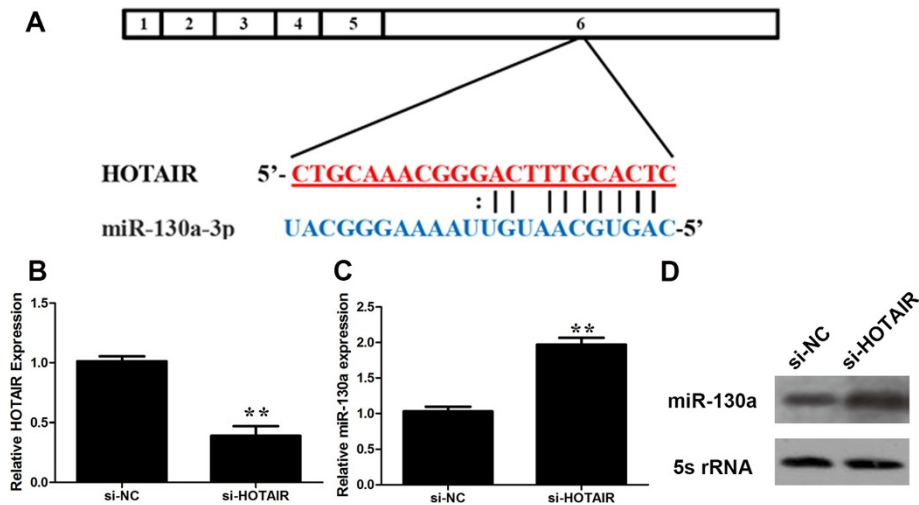 A
1 2 3 4 5 6
HOTAIR 5’- CTGCAAACGGGACTTTGCACTC
: | | | | | | | | |
miR-130a-3p UACGGGAAAAUUGUAACGUGAC-5’
B
Relative HOTAIR Expression
1.5
1.0
0.5
0.0
**
si-NC si-HOTAIR
C
Relative miR-130a expression
2.5
2.0
1.5
1.0
0.5
0.0
**
si-NC si-HOTAIR
D
si-NC si-HOTAIR
miR-130a
5s rRNA